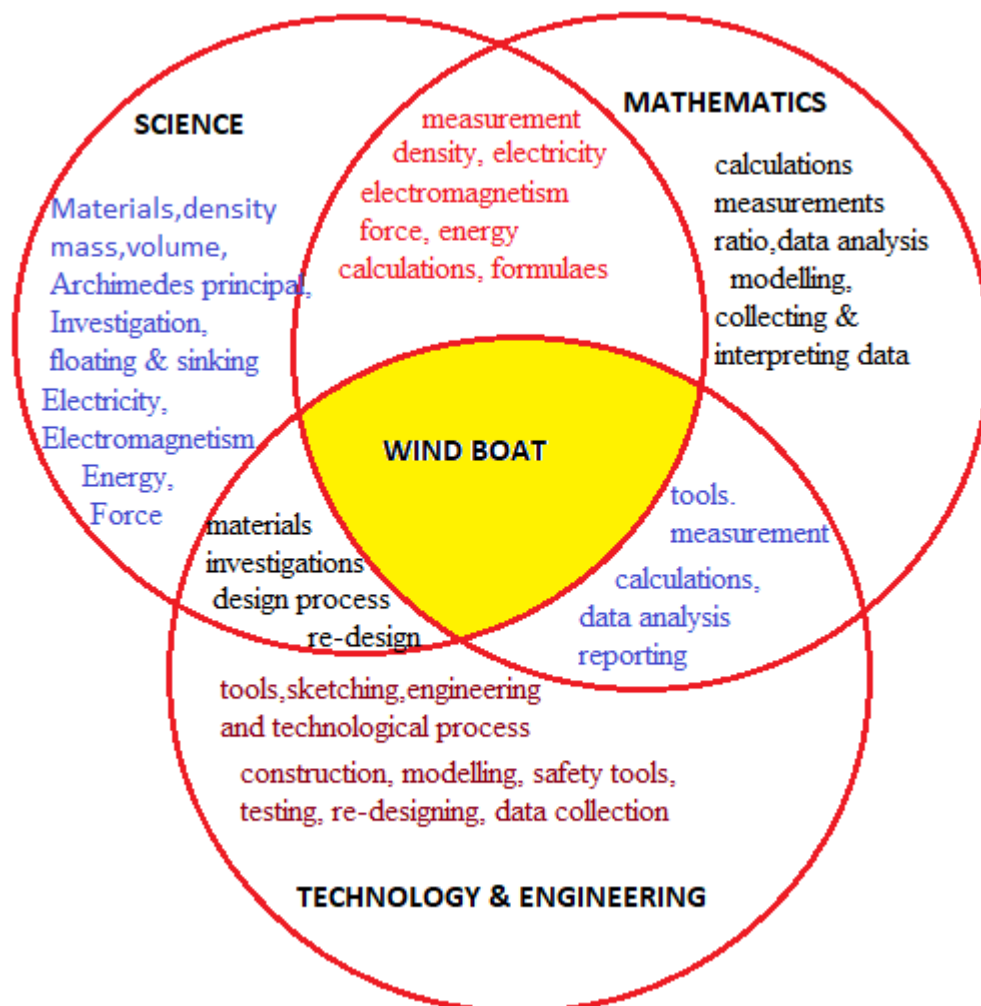 SCIENCE
Materials,density
mass,volume,
Archimedes principal,
Investigation,
floating & sinking
Electricity,
Electromagnetism
Energy,
Force
measurement
density, electricity
electromagnetism
force, energy
calculations, formulaes
MATHEMATICS
calculations
measurements
ratio,data analysis
modelling,
collecting &
interpreting data
WIND BOAT
materials
investigations
design process
re-design
tools.
measurement
calculations,
data analysis
reporting
tools,sketching,engineering
and technological process
construction, modelling, safety tools,
testing, re-designing, data collection
TECHNOLOGY & ENGINEERING